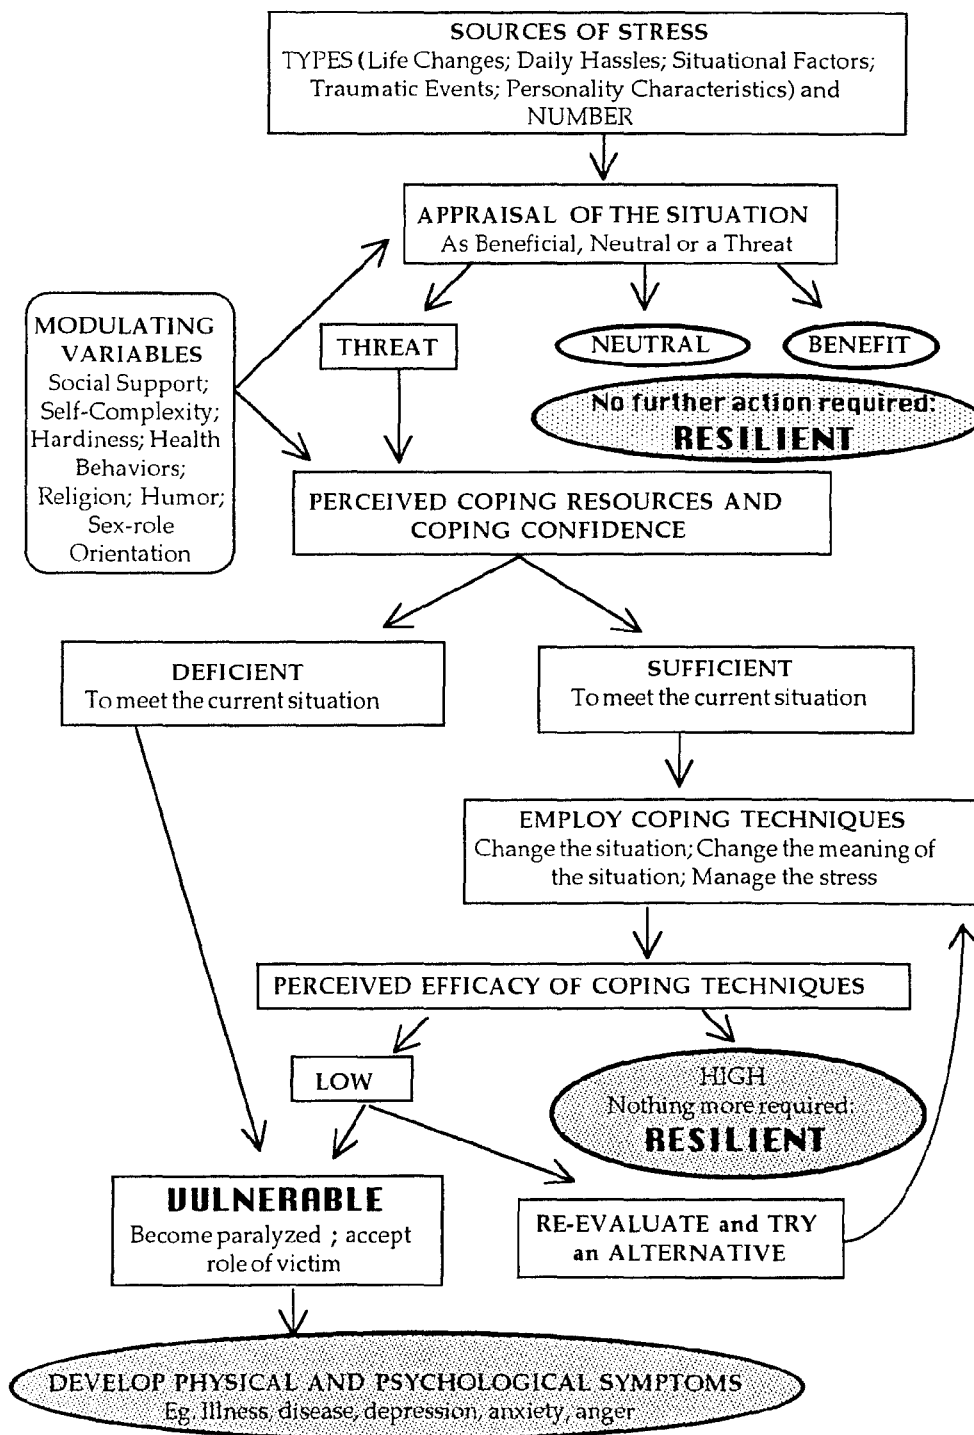 SOURCES OF STRESS
TYPES (Life Changes; Daily Hassles; Situational Factors;
Traumatic Events; Personality Characteristics) and
NUMBER
APPRAISAL OF THE SITUATION
As Beneficial, Neutral or a Threat
MODULATING
VARIABLES
Social Support;
Self-Complexity;
Hardiness; Health
Behaviors;
Religion; Humor;
Sex-role
Orientation
THREAT
NEUTRAL
BENEFIT
No further action required:
RESILIENT
PERCEIVED COPING RESOURCES AND
COPING CONFIDENCE
DEFICIENT
To meet the current situation
SUFFICIENT
To meet the current situation
EMPLOY COPING TECHNIQUES
Change the situation; Change the meaning of
the situation; Manage the stress
PERCEIVED EFFICACY OF COPING TECHNIQUES
LOW
HIGH
Nothing more required:
RESILIENT
VULNERABLE
Become paralyzed ; accept
role of victim
RE-EVALUATE and TRY
an ALTERNATIVE
DEVELOP PHYSICAL AND PSYCHOLOGICAL SYMPTOMS
Eg. Illness, disease, depression, anxiety, anger